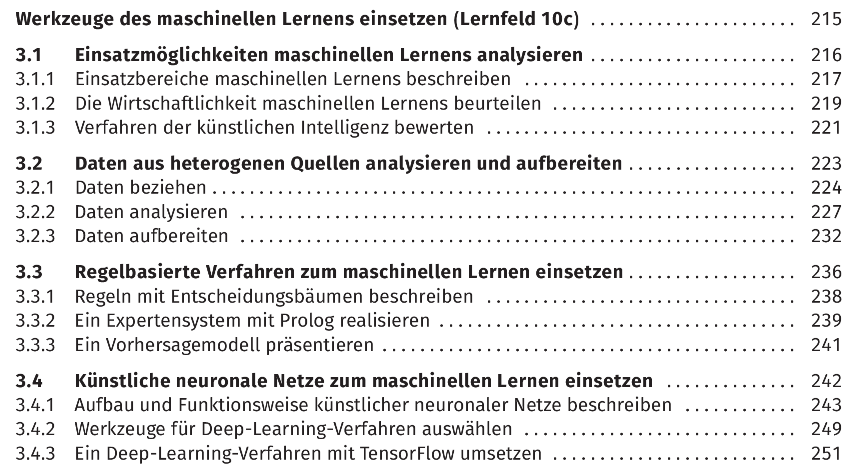 Werkzeuge des maschinellen Lernens einsetzen (Lernfeld 10c) ..................... 215
3.1 Einsatzmöglichkeiten maschinellen Lernens analysieren ..................... 216
3.1.1 Einsatzbereiche maschinellen Lernens beschreiben ........................... 217
3.1.2 Die Wirtschaftlichkeit maschinellen Lernens beurteilen ...................... 219
3.1.3 Verfahren der künstlichen Intelligenz bewerten .............................. 221
3.2 Daten aus heterogenen Quellen analysieren und aufbereiten ................. 223
3.2.1 Daten beziehen ......................................................... 224
3.2.2 Daten analysieren ...................................................... 227
3.2.3 Daten aufbereiten ...................................................... 232
3.3 Regelbasierte Verfahren zum maschinellen Lernen einsetzen ................. 236
3.3.1 Regeln mit Entscheidungsbäumen beschreiben .............................. 238
3.3.2 Ein Expertensystem mit Prolog realisieren ................................... 239
3.3.3 Ein Vorhersagemodell präsentieren ........................................ 241
3.4 Künstliche neuronale Netze zum maschinellen Lernen einsetzen ............. 242
3.4.1 Aufbau und Funktionsweise künstlicher neuronaler Netze beschreiben ........... 243
3.4.2 Werkzeuge für Deep-Learning-Verfahren auswählen ........................... 249
3.4.3 Ein Deep-Learning-Verfahren mit TensorFlow umsetzen ......................... 251